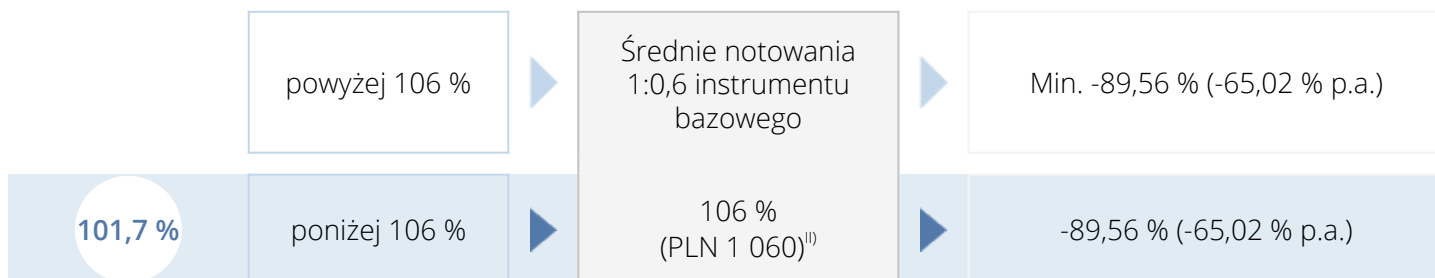 powyżej 106 %
Średnie notowania
1:0,6 instrumentu
bazowego
Min. -89,56 % (-65,02 % p.a.)
101,7 %
poniżej 106 %
106 %
(PLN 1 060)II)
-89,56 % (-65,02 % p.a.)